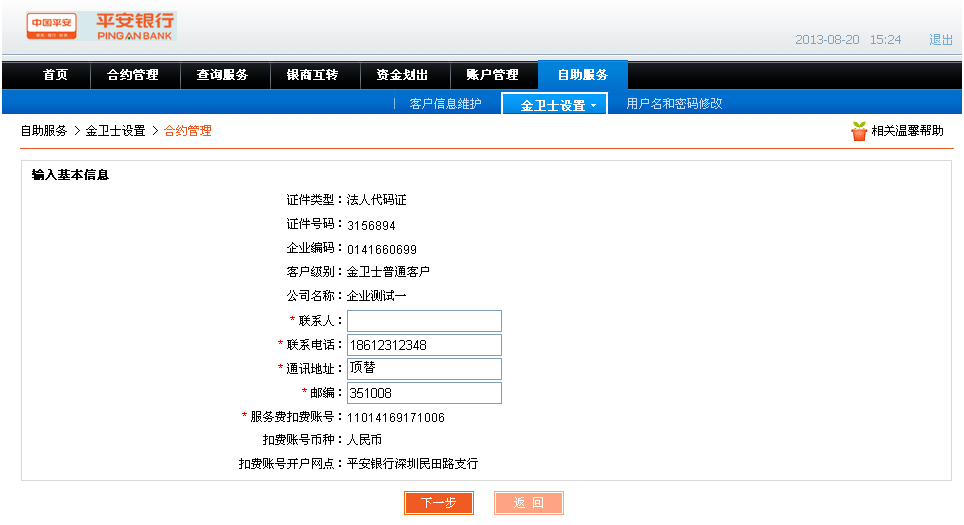 中国平安
平安银行
PING AN BANK
2013-08-20 15:24 退出
首页 合约管理 查询服务 银商互转 资金划出 账户管理 自助服务
客户信息维护 金卫士设置 用户名和密码修改
自助服务 > 金卫士设置 > 合约管理 相关温馨帮助
输入基本信息
证件类型：法人代码证
证件号码：3156894
企业编码：0141660699
客户级别：金卫士普通客户
公司名称：企业测试一
* 联系人：
* 联系电话：18612312348
* 通讯地址：顶替
* 邮编：351008
* 服务费扣费账号：11014169171006
扣费账号币种：人民币
扣费账号开户网点：平安银行深圳民田路支行
下一步 返 回